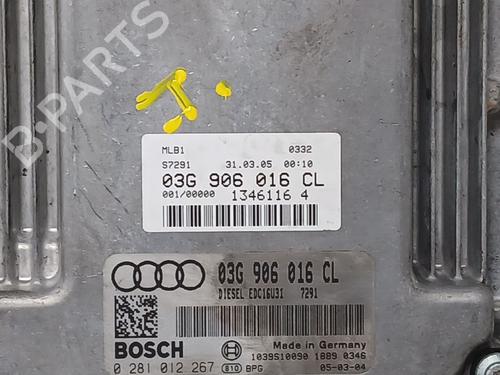 B-PARTS
MLB1 0332
S7291 31.03.05 00:10
03G 906 016 CL
001/00000 1346116 4
03G 906 016 CL
DIESEL EDC16U31 7291
BOSCH Made in Germany
1039S10090 1889 0346
0 281 012 267 810 BPG 05-03-04